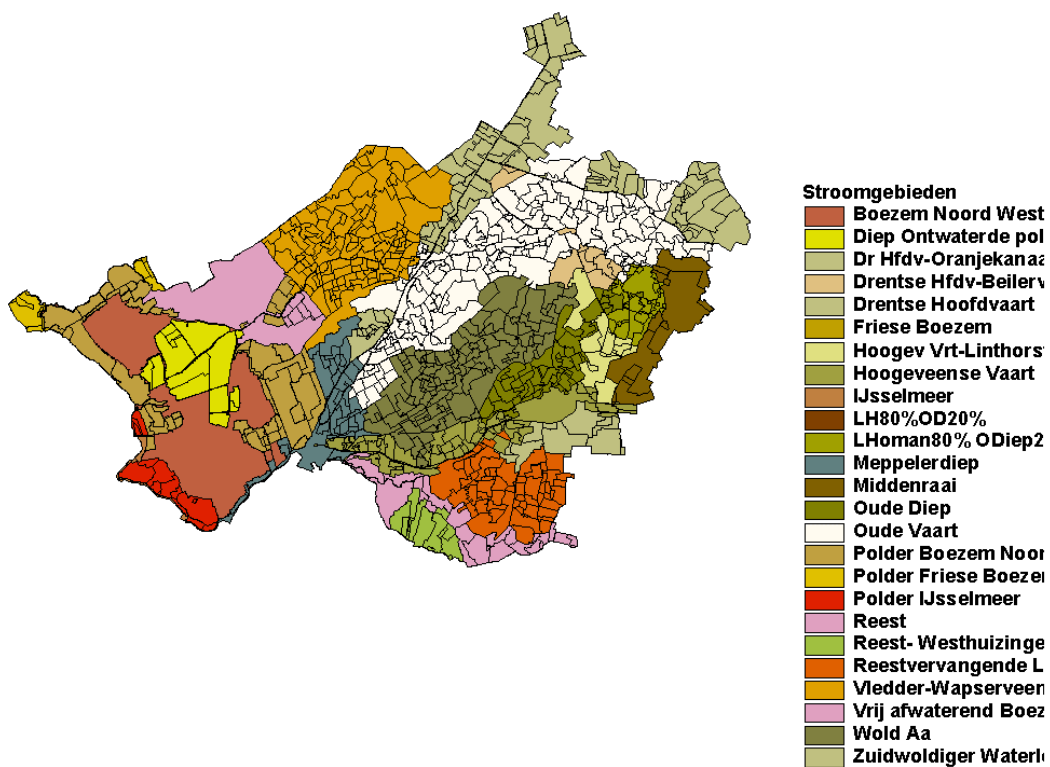 Stroomgebieden
Boezem Noord West
Diep Ontwaterde pol
Dr Hfdv-Oranjekanaa
Drentse Hfdv-Beilerv
Drentse Hoofdvaart
Friese Boezem
Hoogev Vrt-Linthorst
Hoogeveense Vaart
IJsselmeer
LH80%OD20%
LHoman80% ODiep2
Meppelerdiep
Middenraai
Oude Diep
Oude Vaart
Polder Boezem Noor
Polder Friese Boezem
Polder IJsselmeer
Reest
Reest- Westhuizinge
Reestvervangende L
Vledder-Wapserveen
Vrij afwaterend Boez
Wold Aa
Zuidwoldiger Waterl